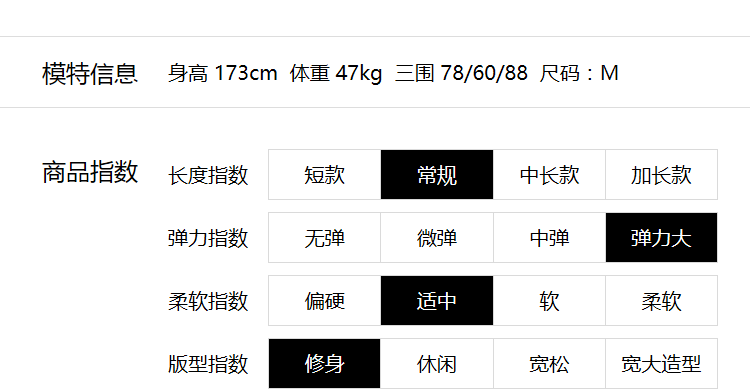 模特信息 身高 173cm 体重 47kg 三围 78/60/88 尺码：M
商品指数 长度指数 短款 常规 中长款 加长款
弹力指数 无弹 微弹 中弹 弹力大
柔软指数 偏硬 适中 软 柔软
版型指数 修身 休闲 宽松 宽大造型